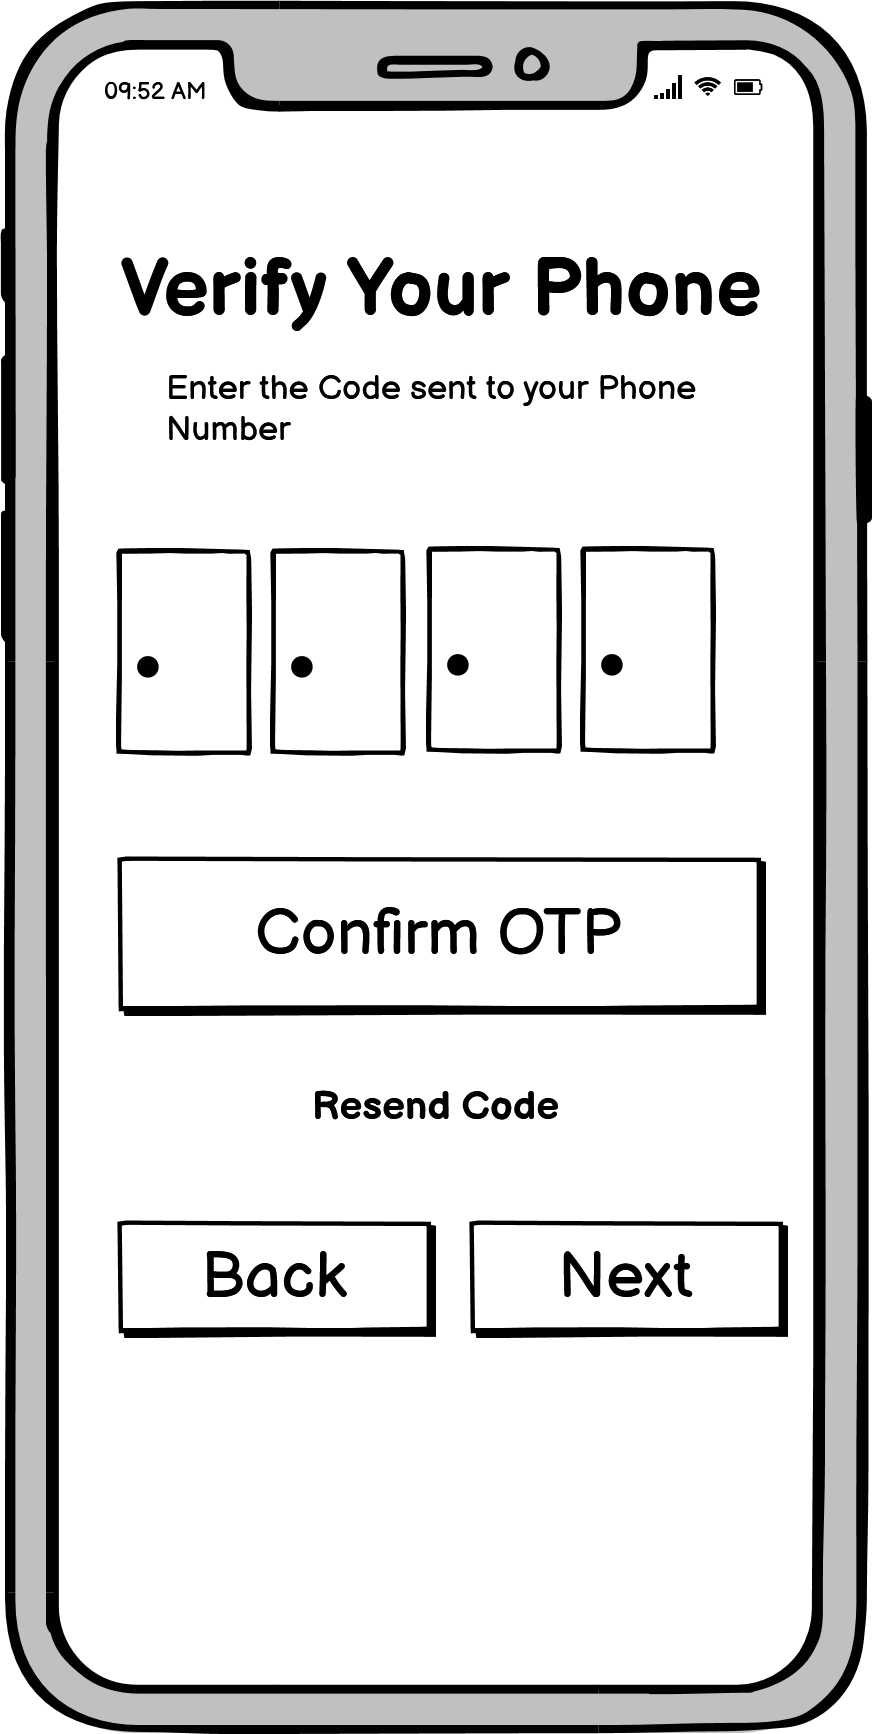 09:52 AM
Verify Your Phone
Enter the Code sent to your Phone
Number
Confirm OTP
Resend Code
Back
Next